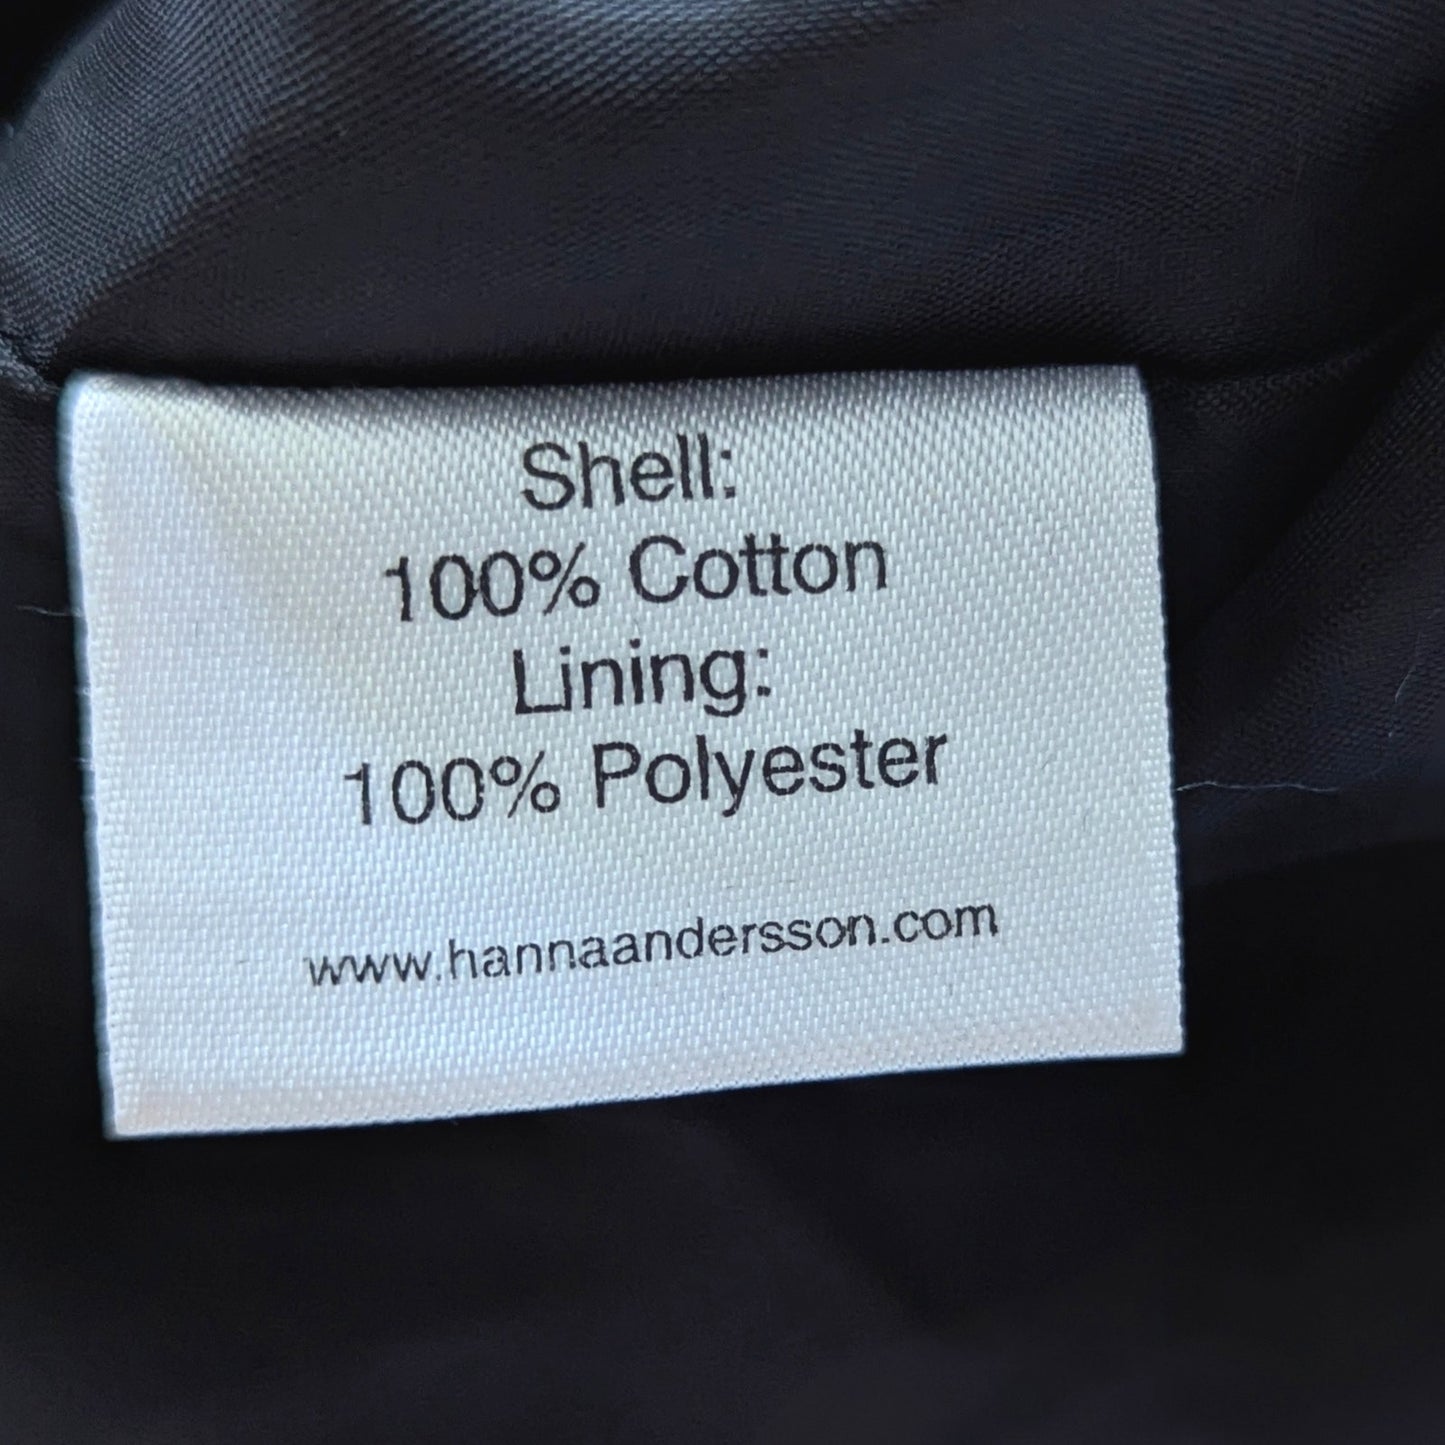 Shell:
100% Cotton
Lining:
100% Polyester
www.hannaandersson.com